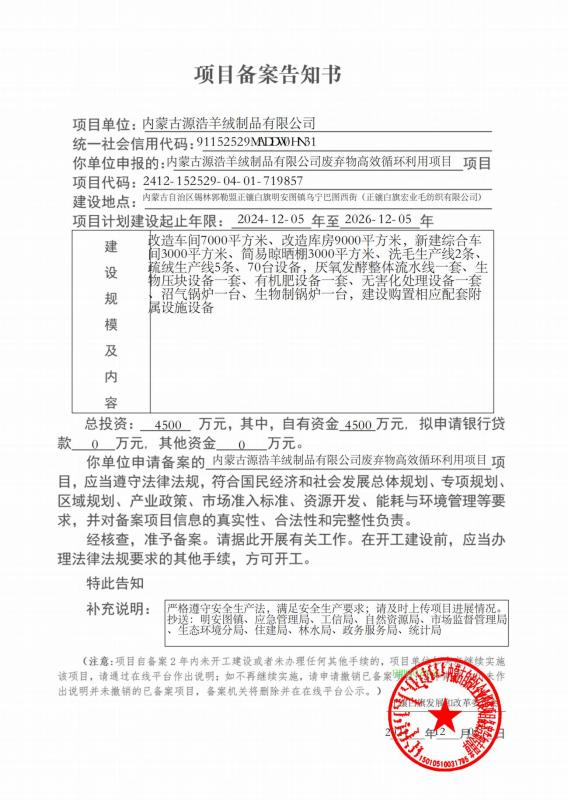 项目备案告知书
项目单位: 内蒙古源浩羊绒制品有限公司
统一社会信用代码:
你单位申报的: 内蒙古源浩羊绒制品有限公司废弃物高效循环利用项目 项目
项目代码: 2412-152529-04-01-719857
建设地点: 内蒙古自治区锡林郭勒盟正镶白旗明安图镇乌宁巴图西街（正镶白旗宏业毛纺织有限公司）
项目计划建设起止年限: 2024-12-05 年至 2026-12-05 年
建设规模及内容
改造车间7000平方米、改造库房9000平方米，新建综合车
间3000平方米、简易晾晒棚3000平方米、洗毛生产线2条、
疏绒生产线5条、70台设备，厌氧发酵整体流水线一套、生
物压块设备一套、有机肥设备一套、无害化处理设备一套
、沼气锅炉一台、生物制锅炉一台，建设购置相应配套附
属设施设备
总投资: 4500 万元，其中，自有资金 4500 万元，拟申请银行贷
款 0 万元，其他资金 0 万元。
你单位申请备案的 内蒙古源浩羊绒制品有限公司废弃物高效循环利用项目 项
目，应当遵守法律法规，符合国民经济和社会发展总体规划、专项规划、
区域规划、产业政策、市场准入标准、资源开发、能耗与环境管理等要
求，并对备案项目信息的真实性、合法性和完整性负责。
经核查，准予备案。请据此开展有关工作。在开工建设前，应当办
理法律法规要求的其他手续，方可开工。
特此告知
补充说明:
严格遵守安全生产法，满足安全生产要求；请及时上传项目进展情况。
抄送：明安图镇、应急管理局、工信局、自然资源局、市场监督管理局
、生态环境分局、住建局、林水局、政务服务局、统计局
（注意：项目自备案2年内未开工建设或者未办理任何其他手续的，项目单位
继续实施
该项目，请通过在线平台作出说明；如不再继续实施，请申请撤销已备案
未作
出说明并未撤销的已备案项目，备案机关将删除并在在线平台公示。）
镶白旗发展和改革委
年 12 月 日
1501051003178